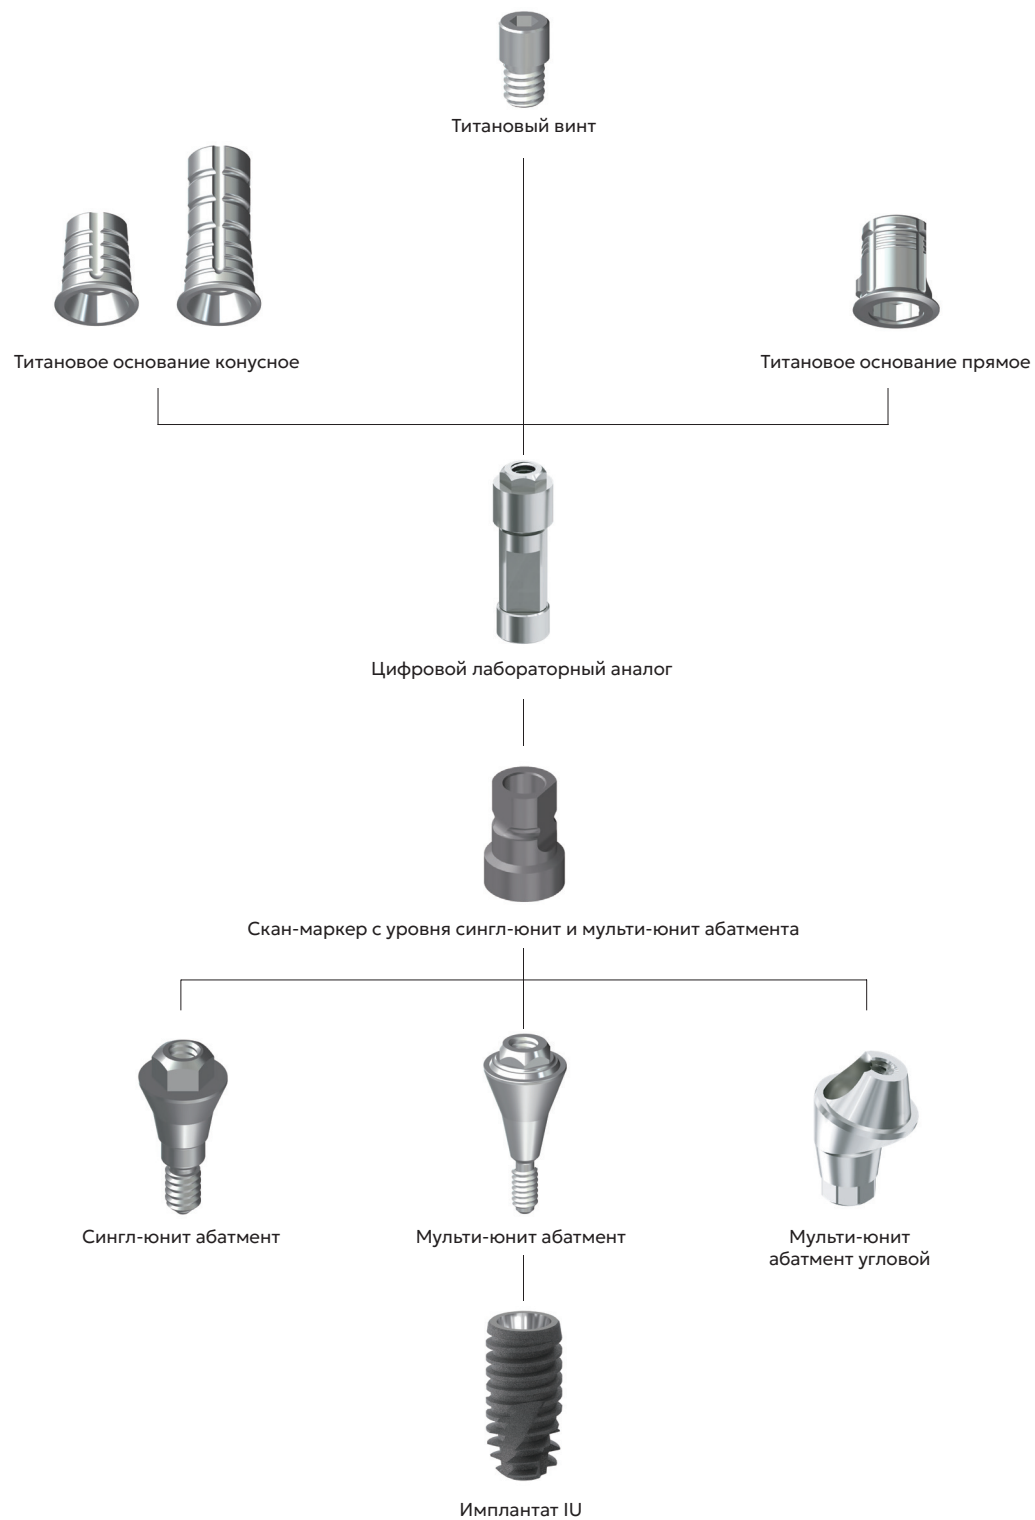 Титановый винт
Титановое основание конусное
Титановое основание прямое
Цифровой лабораторный аналог
Скан-маркер с уровня сингл-юнит и мульти-юнит абатмента
Сингл-юнит абатмент
Мульти-юнит абатмент
Мульти-юнит
абатмент угловой
Имплантат IU